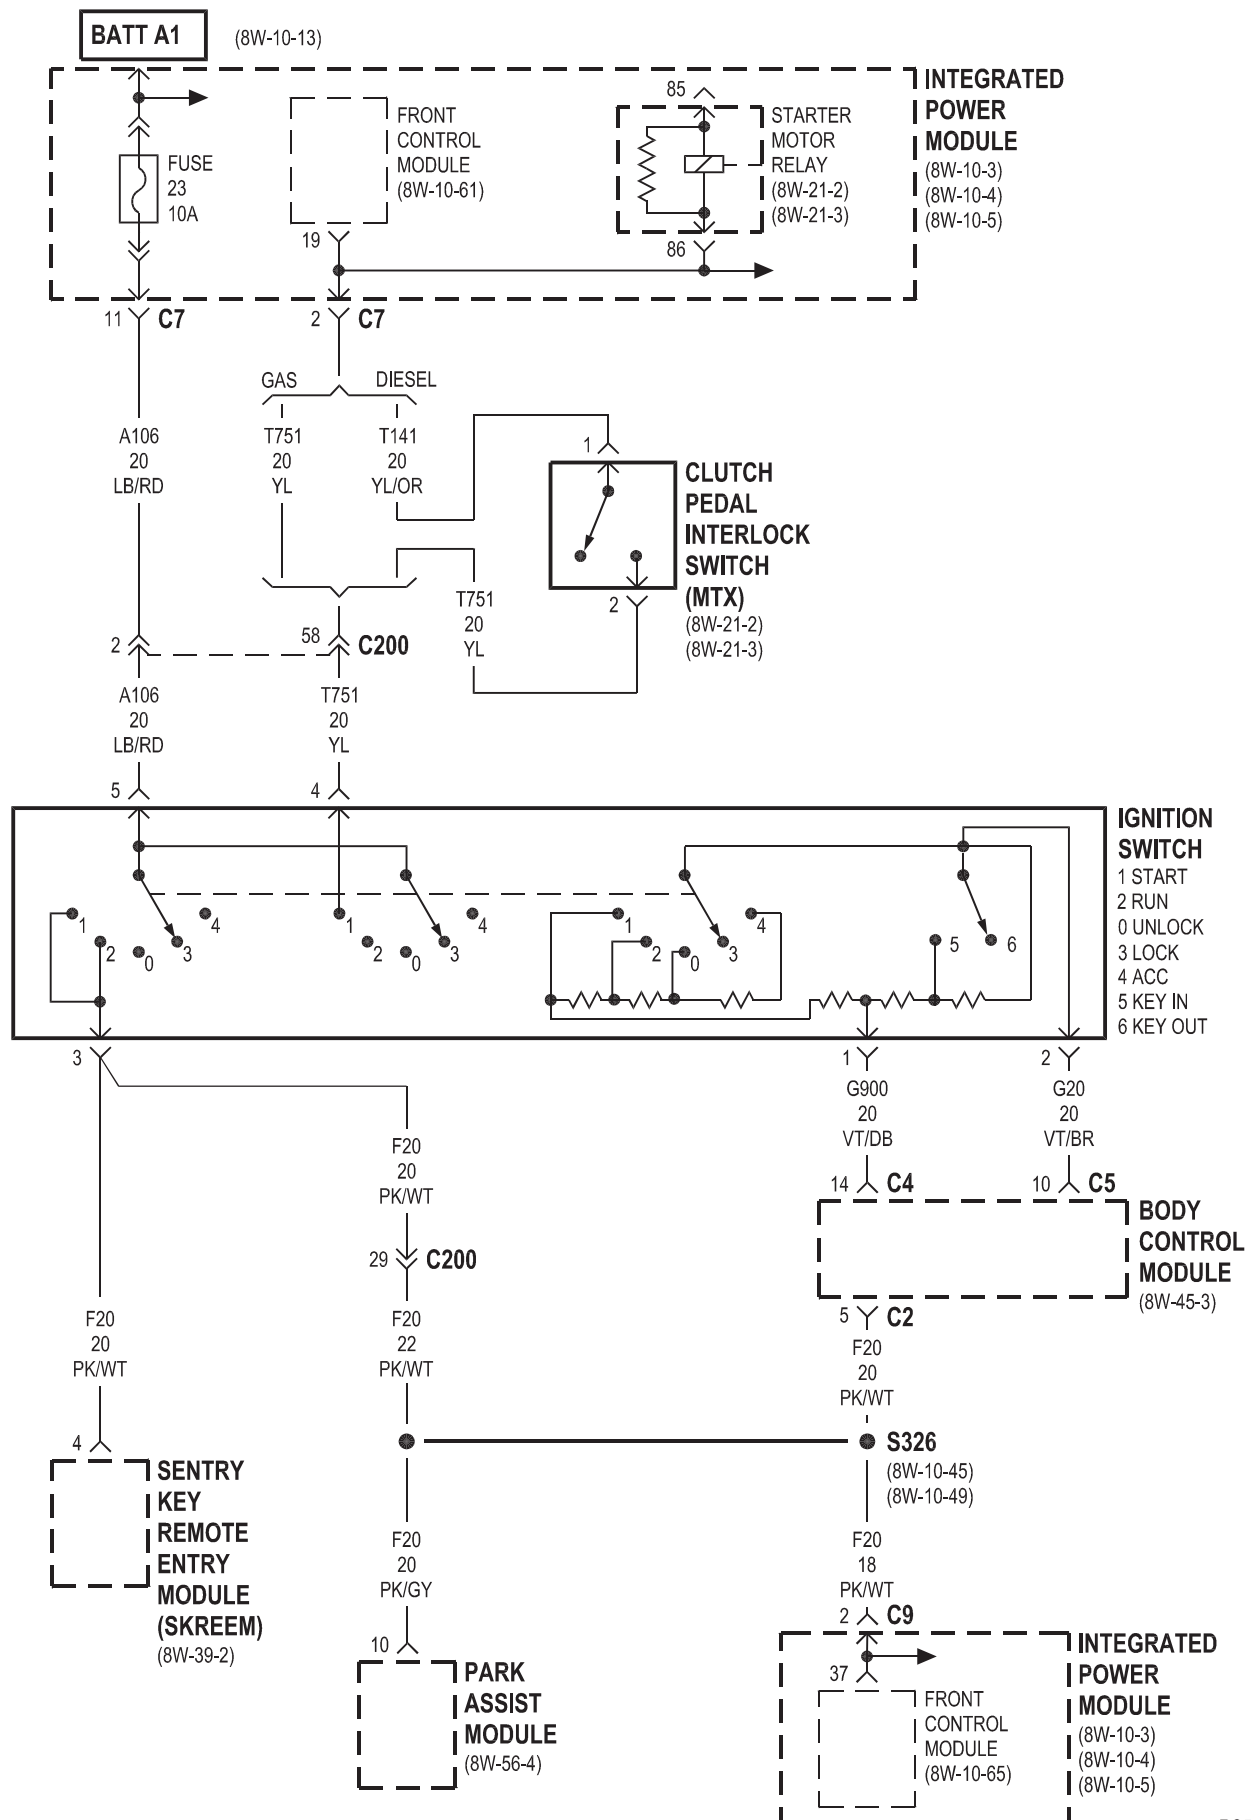 BATT A1
(8W-10-13)
FUSE
23
10A
FRONT
CONTROL
MODULE
(8W-10-61)
19
85
STARTER
MOTOR
RELAY
(8W-21-2)
(8W-21-3)
86
INTEGRATED
POWER
MODULE
(8W-10-3)
(8W-10-4)
(8W-10-5)
11
C7
2
C7
GAS
DIESEL
A106
20
LB/RD
T751
20
YL
T141
20
YL/OR
1
CLUTCH
PEDAL
INTERLOCK
SWITCH
(MTX)
(8W-21-2)
(8W-21-3)
2
T751
20
YL
2
58
C200
A106
20
LB/RD
T751
20
YL
5
4
IGNITION
SWITCH
1 START
2 RUN
0 UNLOCK
3 LOCK
4 ACC
5 KEY IN
6 KEY OUT
1
2
0
3
4
1
2
0
3
4
1
2
0
3
4
5
6
3
1
2
G900
20
VT/DB
G20
20
VT/BR
F20
20
PK/WT
14
C4
10
C5
BODY
CONTROL
MODULE
(8W-45-3)
29
C200
5
C2
F20
20
PK/WT
F20
22
PK/WT
F20
20
PK/WT
S326
(8W-10-45)
(8W-10-49)
4
SENTRY
KEY
REMOTE
ENTRY
MODULE
(SKREEM)
(8W-39-2)
F20
20
PK/GY
F20
18
PK/WT
10
PARK
ASSIST
MODULE
(8W-56-4)
2
C9
37
FRONT
CONTROL
MODULE
(8W-10-65)
INTEGRATED
POWER
MODULE
(8W-10-3)
(8W-10-4)
(8W-10-5)